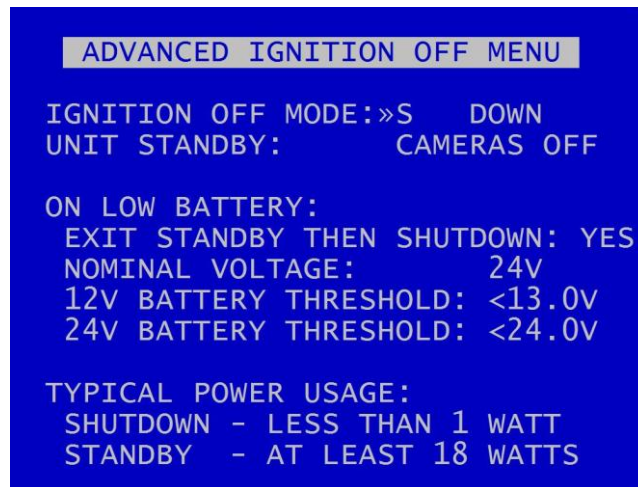 ADVANCED IGNITION OFF MENU
IGNITION OFF MODE:»S   DOWN
UNIT STANDBY:      CAMERAS OFF
ON LOW BATTERY:
EXIT STANDBY THEN SHUTDOWN: YES
NOMINAL VOLTAGE:       24V
12V BATTERY THRESHOLD: <13.0V
24V BATTERY THRESHOLD: <24.0V
TYPICAL POWER USAGE:
SHUTDOWN - LESS THAN 1 WATT
STANDBY  - AT LEAST 18 WATTS